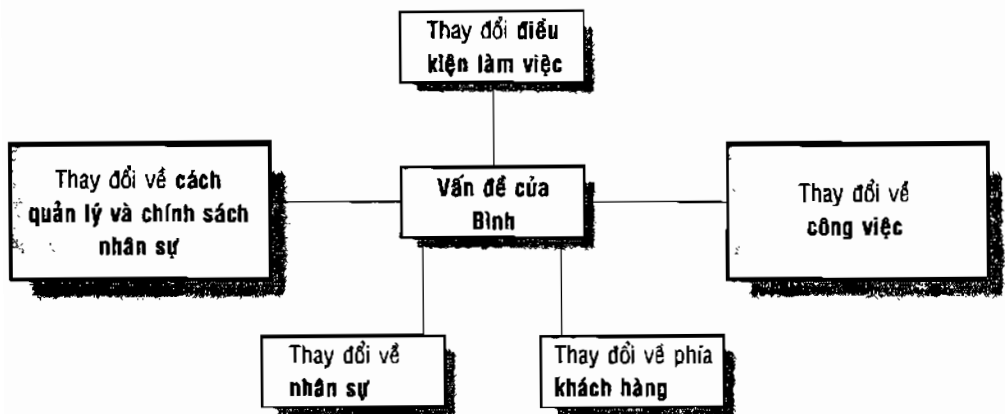 Thay đổi điều
kiện làm việc
Thay đổi về cách
quản lý và chính sách
nhân sự
Vấn đề của
Bình
Thay đổi về
công việc
Thay đổi về
nhân sự
Thay đổi về phía
khách hàng